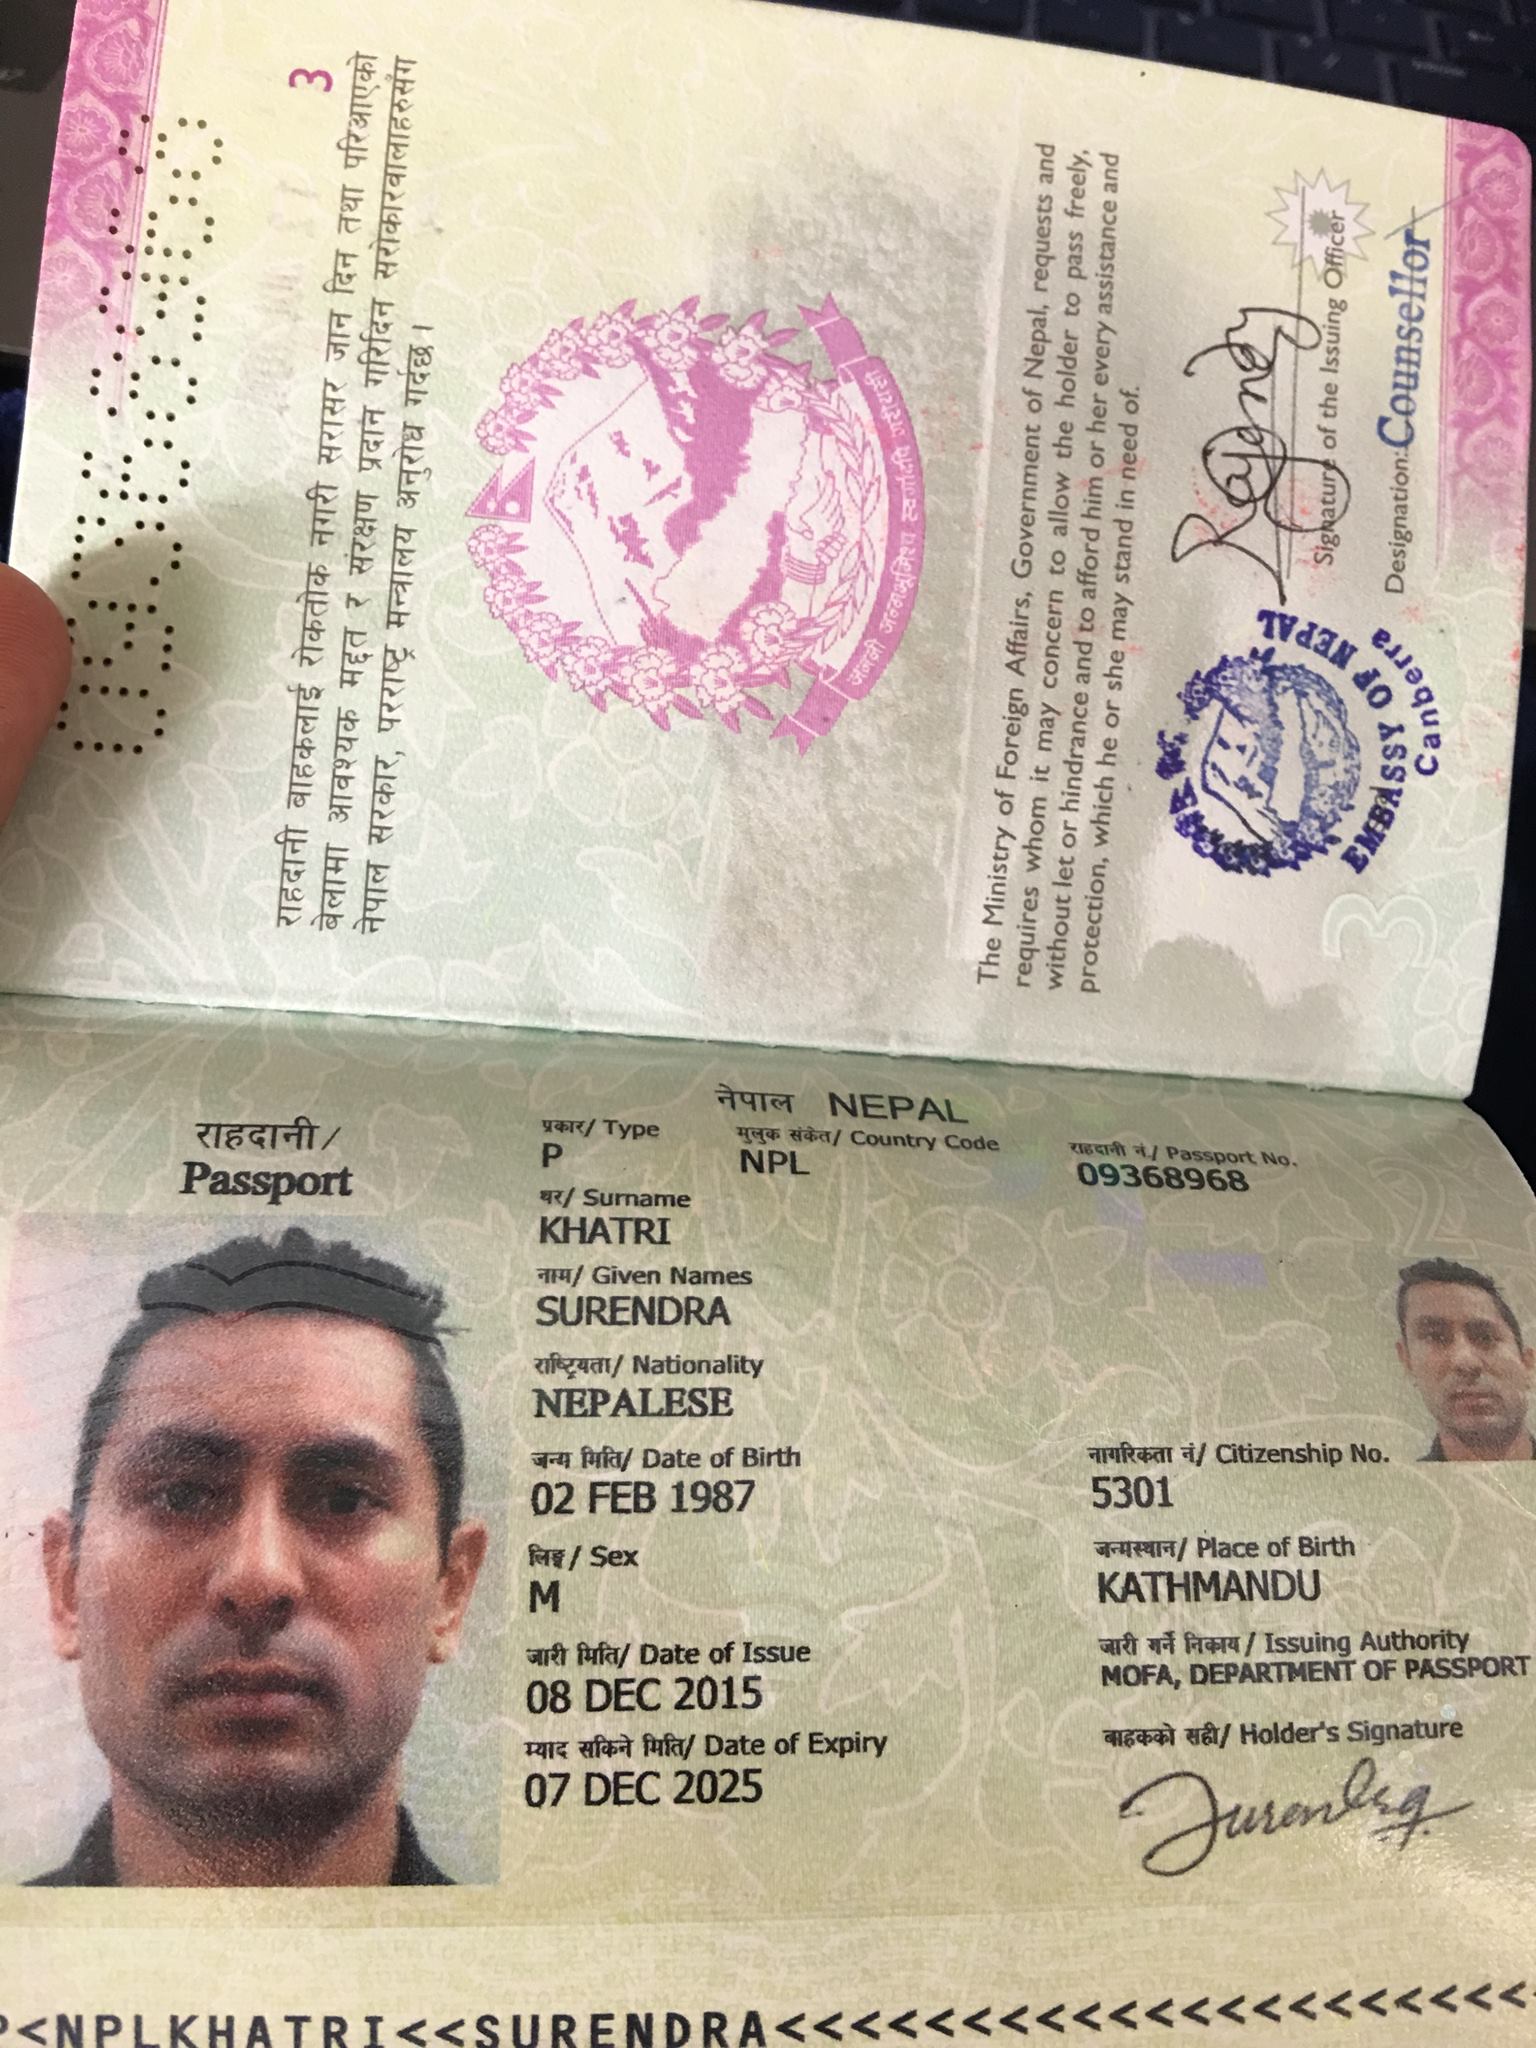 3
राहदानी बाहकलाई रोकतोक नगरी सरासर जान दिन तथा परिआएको
बेलामा आवश्यक मद्दत र संरक्षण प्रदान गरिदिन सरोकारवालाहरुसंग
नेपाल सरकार, परराष्ट्र मन्त्रालय अनुरोध गर्दछ।
जननी जन्मभूमिश्च स्वर्गादपि गरीयसी
The Ministry of Foreign Affairs, Government of Nepal, requests and
requires whom it may concern to allow the holder to pass freely,
without let or hindrance and to afford him or her every assistance and
protection, which he or she may stand in need of.
Signature of the Issuing Officer
Designation: Counsellor
EMBASSY OF NEPAL
Canberra
3
नेपाल NEPAL
राहदानी/
Passport
प्रकार/ Type
P
मुलुक संकेत/ Country Code
NPL
राहदानी नं./ Passport No.
09368968
2
थर/ Surname
KHATRI
नाम/ Given Names
SURENDRA
राष्ट्रियता/ Nationality
NEPALESE
जन्म मिति/ Date of Birth
02 FEB 1987
नागरिकता नं/ Citizenship No.
5301
लिङ्ग/ Sex
M
जन्मस्थान/ Place of Birth
KATHMANDU
जारी मिति/ Date of Issue
08 DEC 2015
जारी गर्ने निकाय/ Issuing Authority
MOFA, DEPARTMENT OF PASSPORT
म्याद सकिने मिति/ Date of Expiry
07 DEC 2025
बाहकको सही/ Holder's Signature
P<NPLKHATRI<<SURENDRA<<<<<<<<<<<<<<<<<<<<